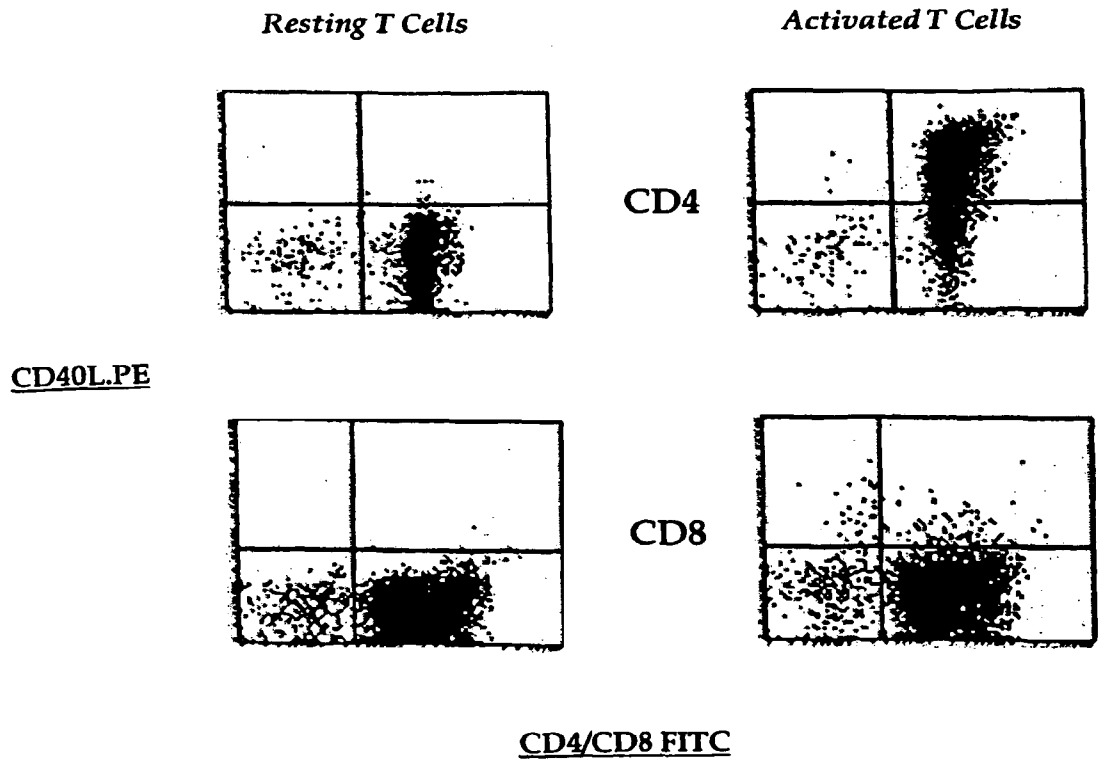 Resting T Cells
Activated T Cells
CD4
CD40L.PE
CD8
CD4/CD8 FITC